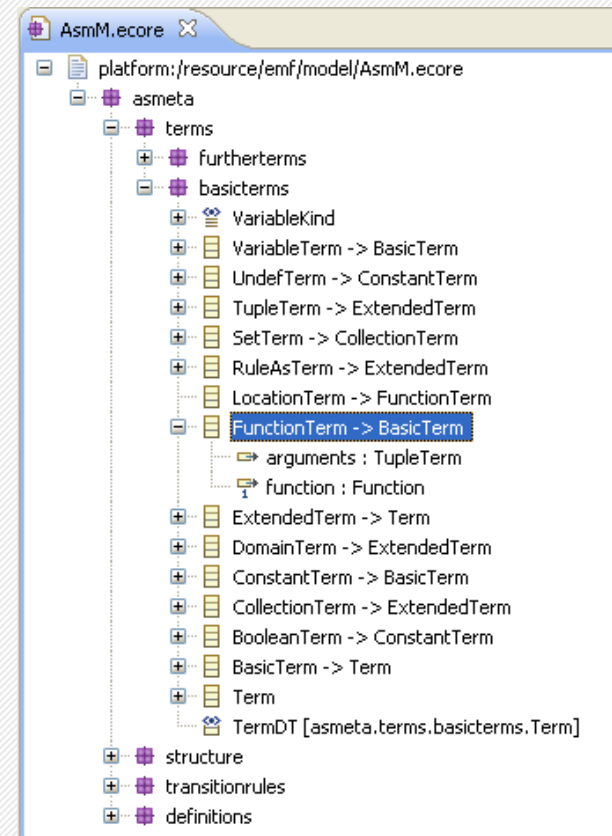 AsmM.ecore
platform:/resource/emf/model/AsmM.ecore
asmeta
terms
furtherterms
basicterms
VariableKind
VariableTerm -> BasicTerm
UndefTerm -> ConstantTerm
TupleTerm -> ExtendedTerm
SetTerm -> CollectionTerm
RuleAsTerm -> ExtendedTerm
LocationTerm -> FunctionTerm
FunctionTerm -> BasicTerm
arguments : TupleTerm
1 function : Function
ExtendedTerm -> Term
DomainTerm -> ExtendedTerm
ConstantTerm -> BasicTerm
CollectionTerm -> ExtendedTerm
BooleanTerm -> ConstantTerm
BasicTerm -> Term
Term
TermDT [asmeta.terms.basicterms.Term]
structure
transitionrules
definitions